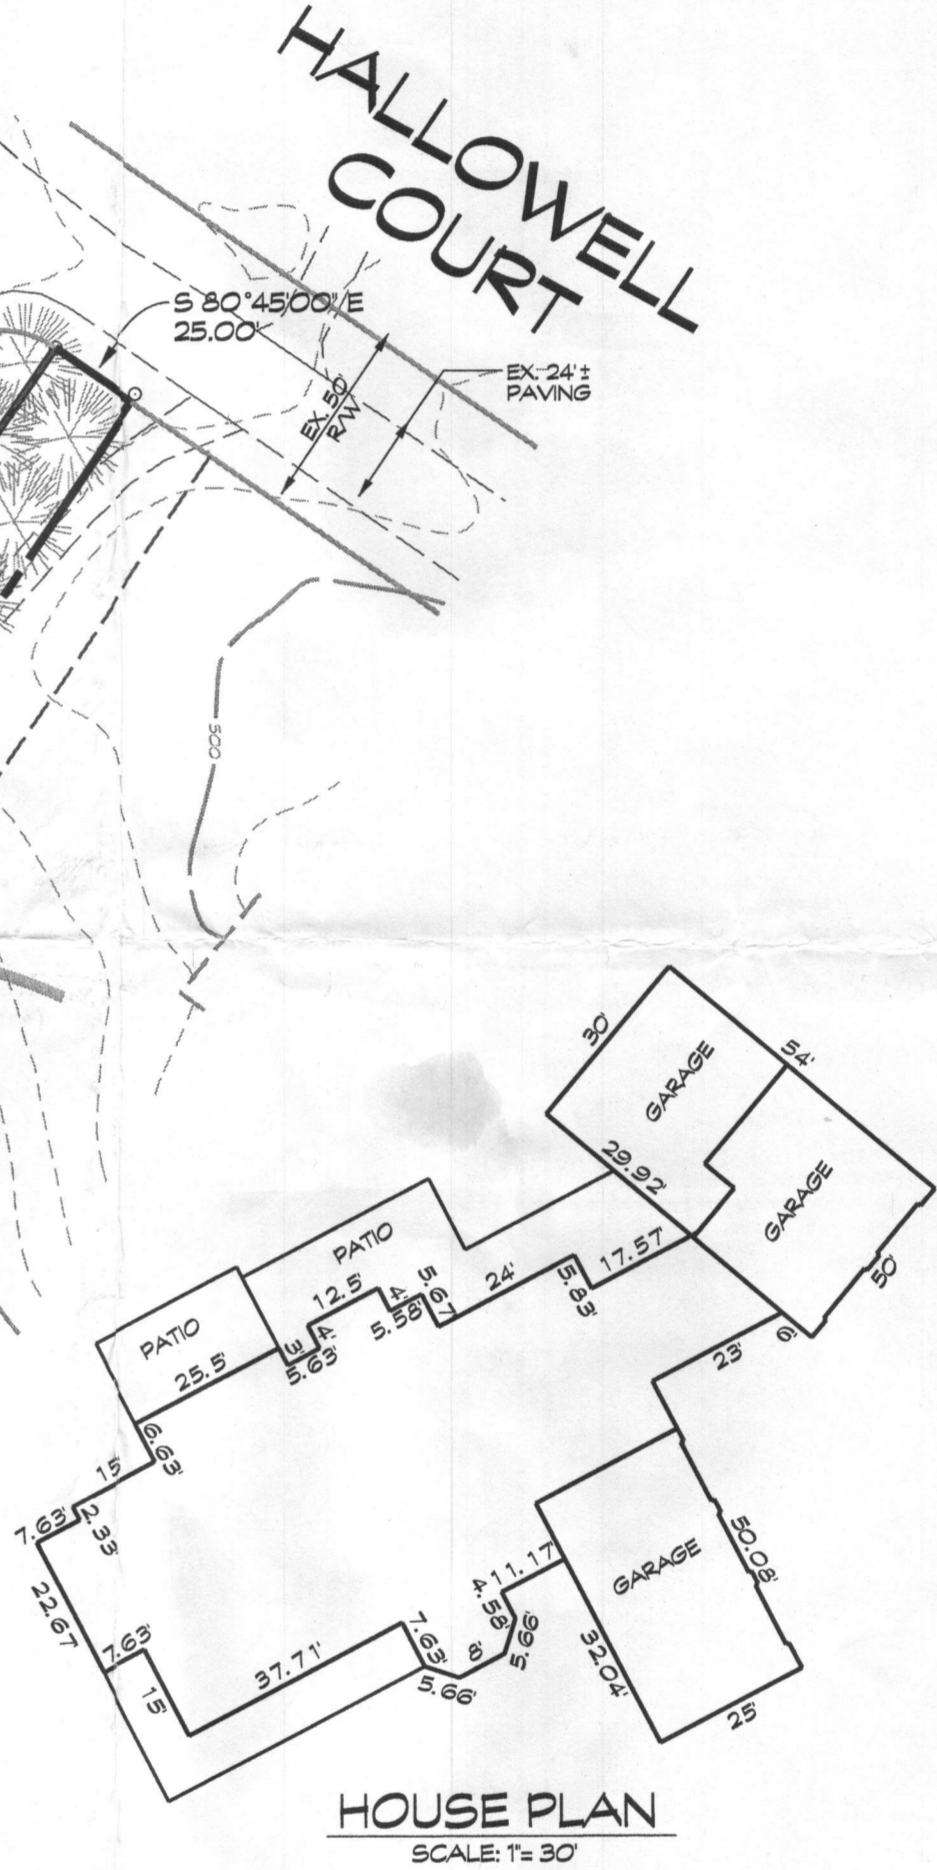 HALLOWELL
COURT
S 80°45'00" E
25.00'
EX. 50'
R/W
EX. 24'±
PAVING
500
30'
54'
GARAGE
29.92'
GARAGE
50'
6'
PATIO
17.57'
24'
5.83'
5.67'
4'
5.58'
12.5'
4'
5.63'
3'
PATIO
25.5'
6.63'
15'
2.33'
7.63'
22.67'
7.63'
15'
37.71'
7.63'
5.66'
8'
5.66'
4.58'
11.17'
23'
GARAGE
50.08'
32.04'
25'
HOUSE PLAN
SCALE: 1"= 30'